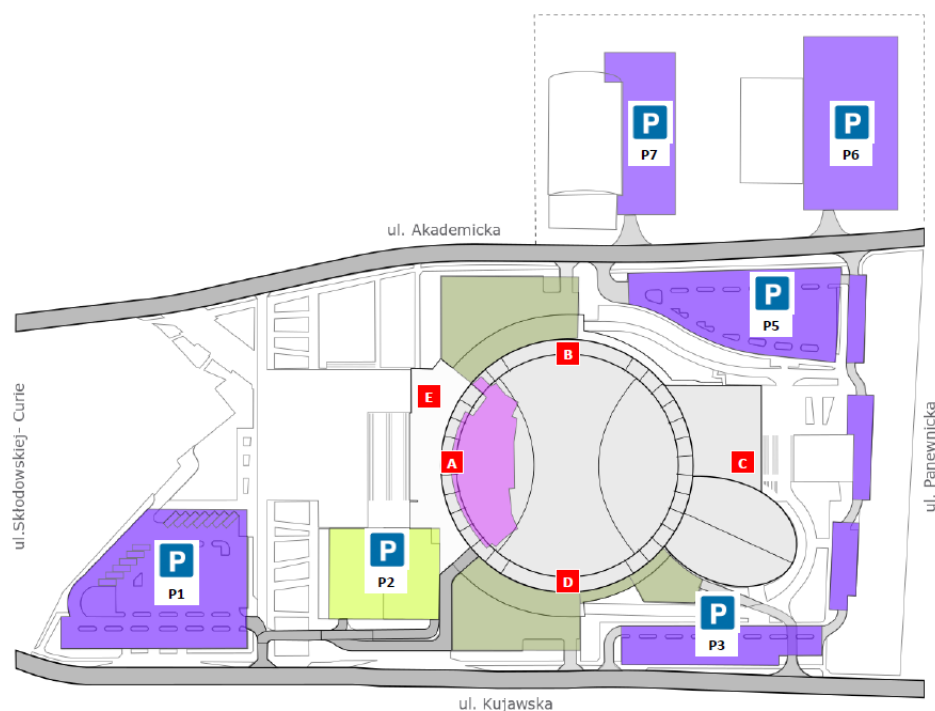 P
P7
P
P6
ul. Akademicka
P
P5
B
E
A
C
ul.Skłodowskiej- Curie
ul. Panewnicka
P
P1
P
P2
D
P
P3
ul. Kujawska